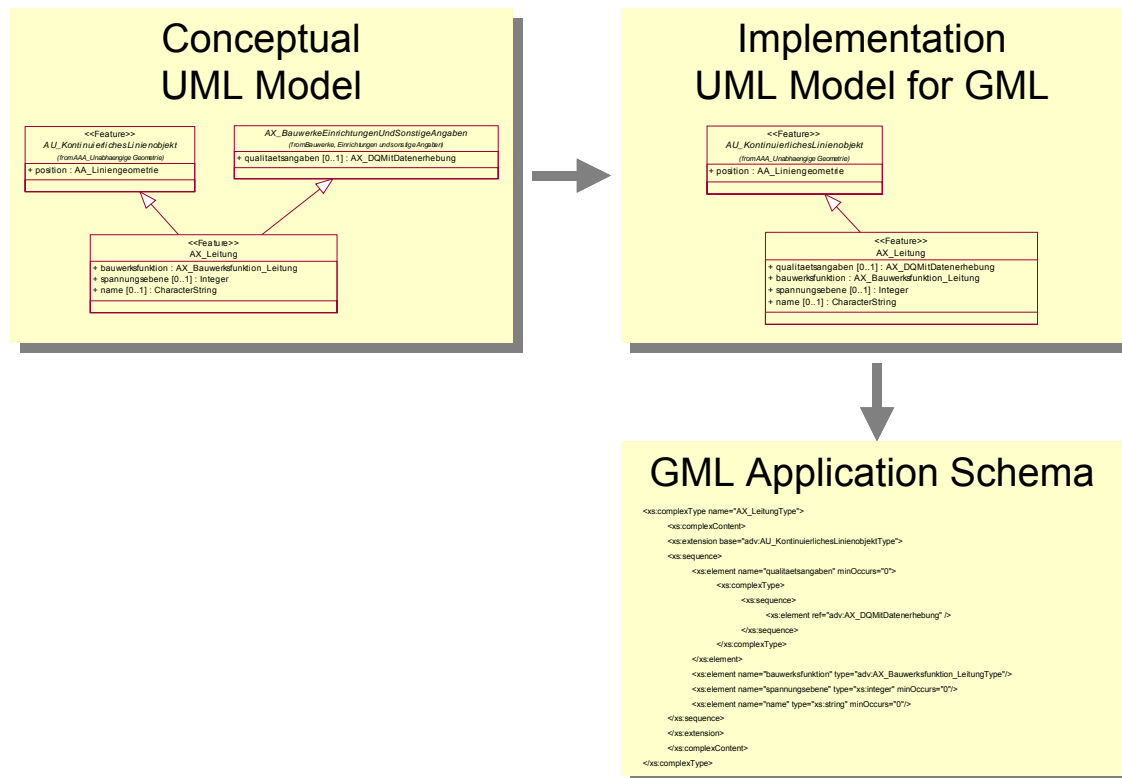 Conceptual
UML Model
<<Feature>>
AU_KontinuierlichesLinienobjekt
(fromAAA_Unabhaengige Geometrie)
+ position : AA_Liniengeometrie
AX_BauwerkeEinrichtungenUndSonstigeAngaben
(fromBauwerke, Einrichtungen undsonstige Angaben)
+ qualitaetsangaben [0..1] : AX_DQMitDatenerhebung
<<Feature>>
AX_Leitung
+ bauwerksfunktion : AX_Bauwerksfunktion_Leitung
+ spannungsebene [0..1] : Integer
+ name [0..1] : CharacterString
Implementation
UML Model for GML
<<Feature>>
AU_KontinuierlichesLinienobjekt
(fromAAA_Unabhaengige Geometrie)
+ position : AA_Liniengeometrie
<<Feature>>
AX_Leitung
+ qualitaetsangaben [0..1] : AX_DQMitDatenerhebung
+ bauwerksfunktion : AX_Bauwerksfunktion_Leitung
+ spannungsebene [0..1] : Integer
+ name [0..1] : CharacterString
GML Application Schema
<xs:complexType name="AX_LeitungType">
<xs:complexContent>
<xs:extension base="adv:AU_KontinuierlichesLinienobjektType">
<xs:sequence>
<xs:element name="qualitaetsangaben" minOccurs="0">
<xs:complexType>
<xs:sequence>
<xs:element ref="adv:AX_DQMitDatenerhebung" />
</xs:sequence>
</xs:complexType>
</xs:element>
<xs:element name="bauwerksfunktion" type="adv:AX_Bauwerksfunktion_LeitungType"/>
<xs:element name="spannungsebene" type="xs:integer" minOccurs="0"/>
<xs:element name="name" type="xs:string" minOccurs="0"/>
</xs:sequence>
</xs:extension>
</xs:complexContent>
</xs:complexType>